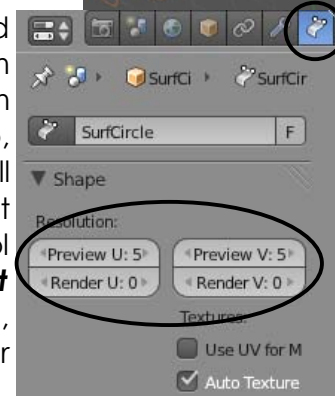 SurfCi SurfCir
SurfCircle F
Shape
Resolution:
Preview U: 5 Preview V: 5
Render U: 0 Render V: 0
Textures:
Use UV for M
Auto Texture